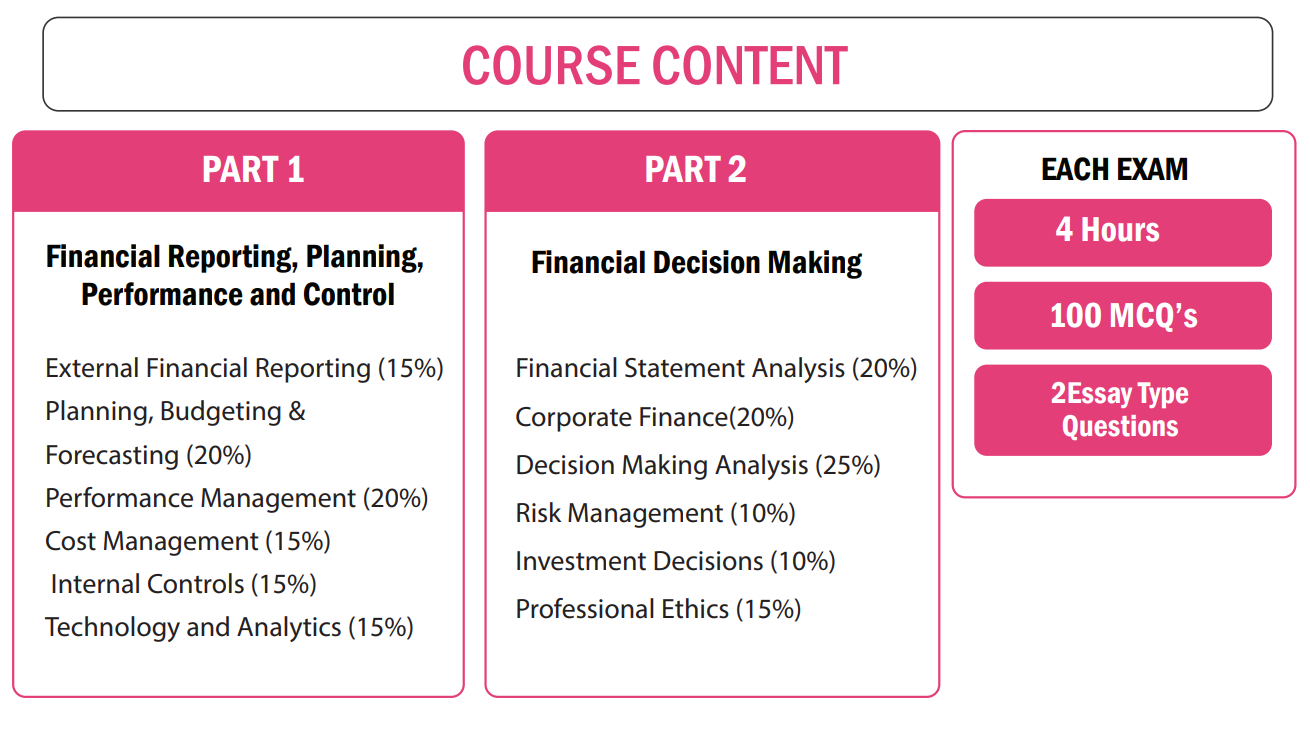 COURSE CONTENT
PART 1
Financial Reporting, Planning,
Performance and Control
External Financial Reporting (15%)
Planning, Budgeting &
Forecasting (20%)
Performance Management (20%)
Cost Management (15%)
Internal Controls (15%)
Technology and Analytics (15%)
PART 2
Financial Decision Making
Financial Statement Analysis (20%)
Corporate Finance(20%)
Decision Making Analysis (25%)
Risk Management (10%)
Investment Decisions (10%)
Professional Ethics (15%)
EACH EXAM
4 Hours
100 MCQ’s
2Essay Type
Questions